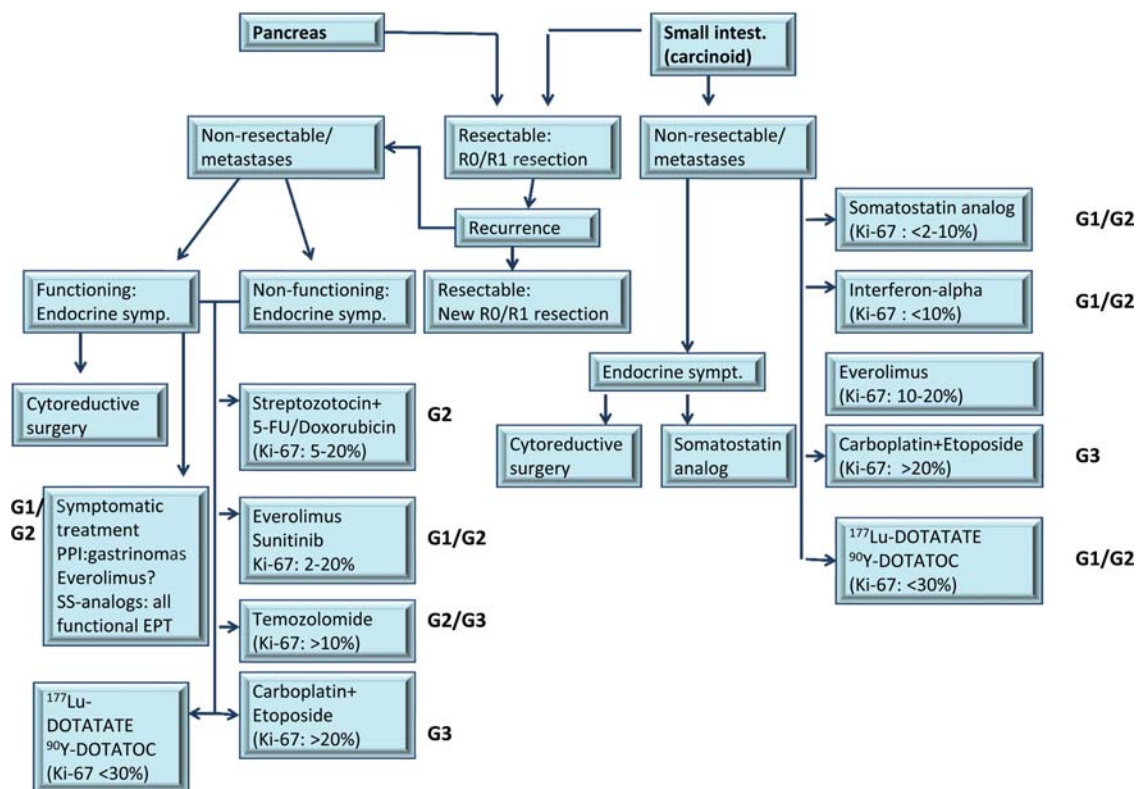 Pancreas
Small intest.
(carcinoid)
Non-resectable/
metastases
Resectable:
R0/R1 resection
Non-resectable/
metastases
Recurrence
Resectable:
New R0/R1 resection
Functioning:
Endocrine symp.
Non-functioning:
Endocrine symp.
Cytoreductive
surgery
G1/
G2
Symptomatic
treatment
PPI:gastrinomas
Everolimus?
SS-analogs: all
functional EPT
Streptozotocin+
5-FU/Doxorubicin
(Ki-67: 5-20%)
G2
Everolimus
Sunitinib
Ki-67: 2-20%
G1/G2
Temozolomide
(Ki-67: >10%)
G2/G3
Carboplatin+
Etoposide
(Ki-67: >20%)
G3
177Lu-
DOTATATE
90Y-DOTATOC
(Ki-67 <30%)
Endocrine sympt.
Cytoreductive
surgery
Somatostatin
analog
Somatostatin analog
(Ki-67 : <2-10%)
G1/G2
Interferon-alpha
(Ki-67 : <10%)
G1/G2
Everolimus
(Ki-67: 10-20%)
Carboplatin+Etoposide
(Ki-67:  >20%)
G3
177Lu-DOTATATE
90Y-DOTATOC
(Ki-67: <30%)
G1/G2